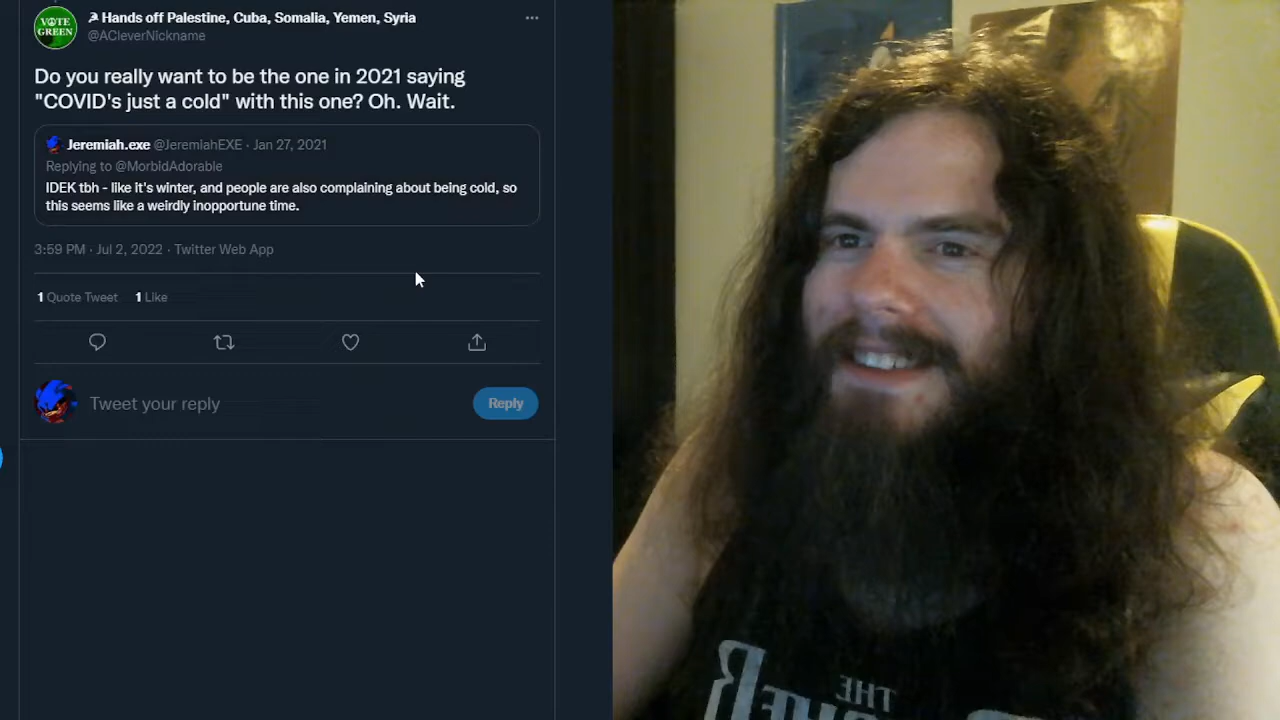 VOTE
GREEN
☭ Hands off Palestine, Cuba, Somalia, Yemen, Syria
@ACleverNickname
Do you really want to be the one in 2021 saying
"COVID's just a cold" with this one? Oh. Wait.
Jeremiah.exe @JeremiahEXE · Jan 27, 2021
Replying to @MorbidAdorable
IDEK tbh - like it's winter, and people are also complaining about being cold, so
this seems like a weirdly inopportune time.
3:59 PM · Jul 2, 2022 · Twitter Web App
1 Quote Tweet 1 Like
Tweet your reply
Reply
THE